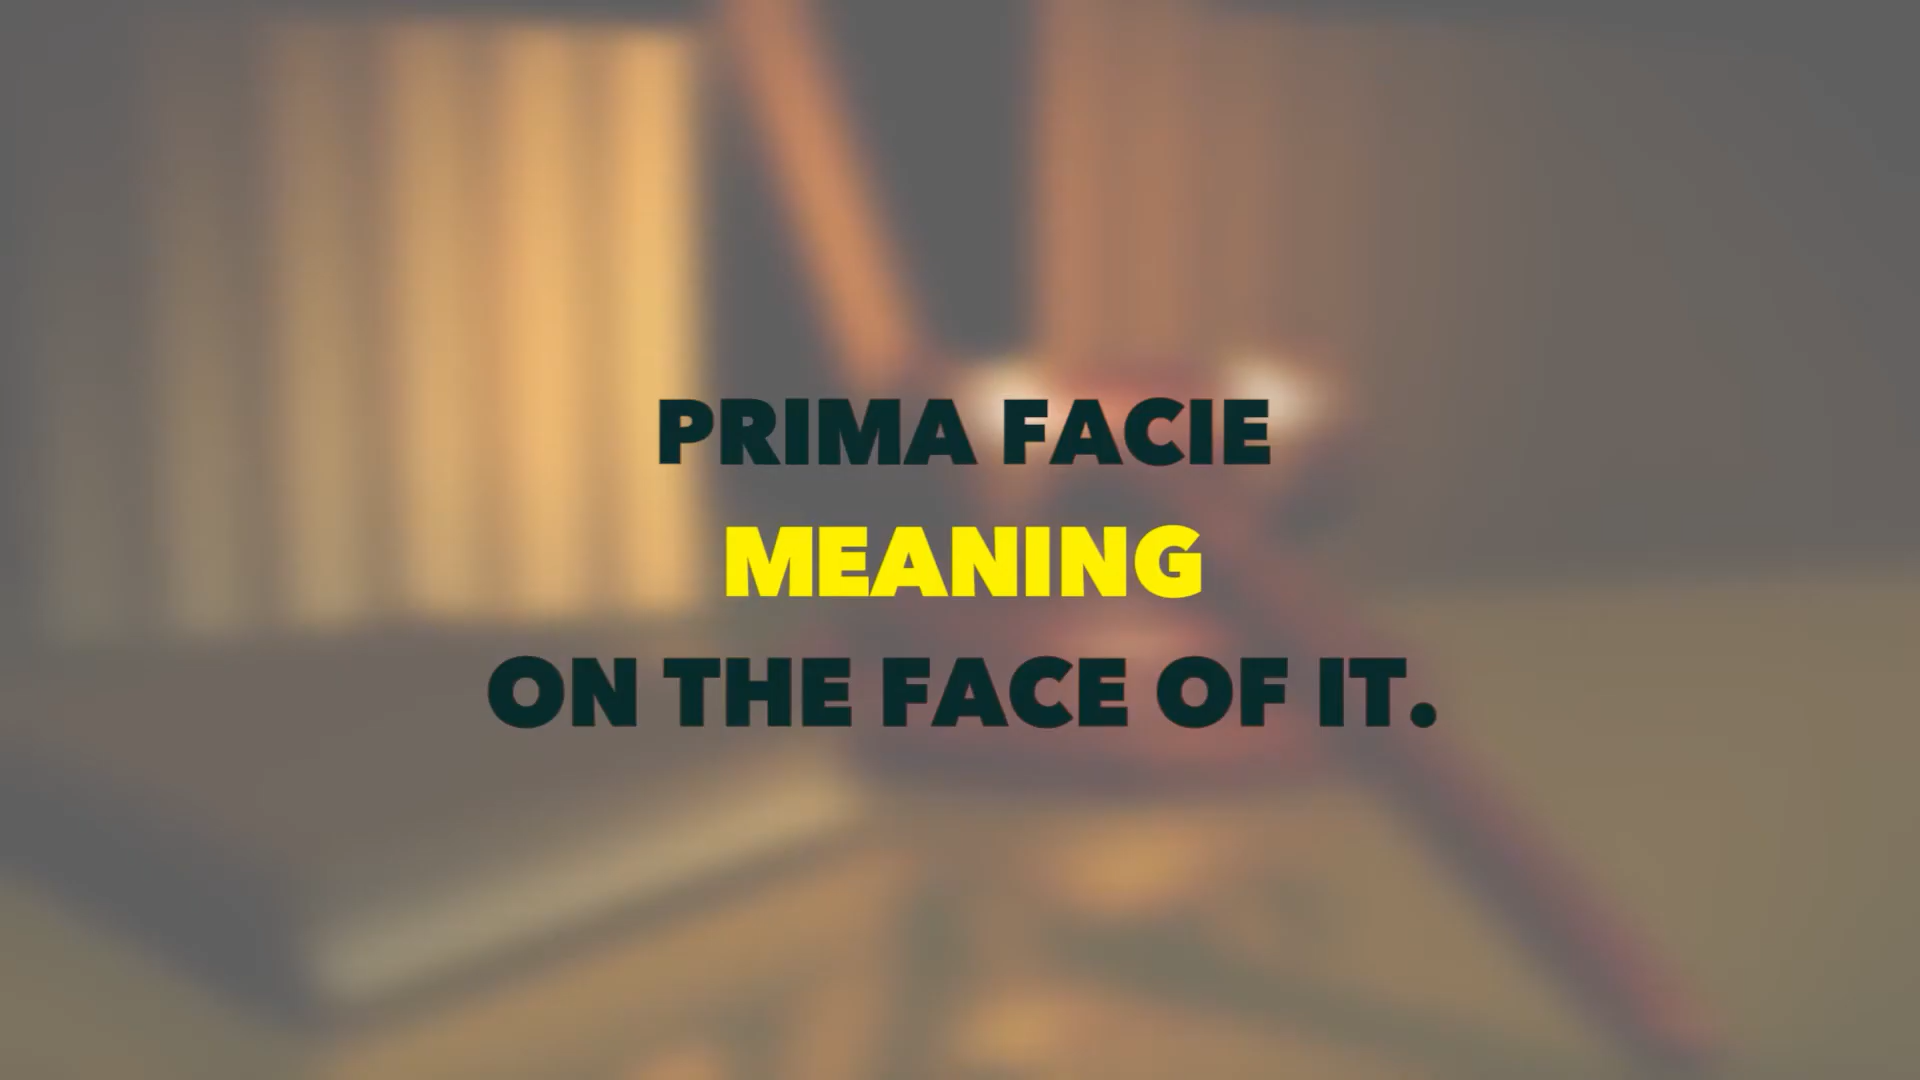 PRIMA FACIE
MEANING
ON THE FACE OF IT.